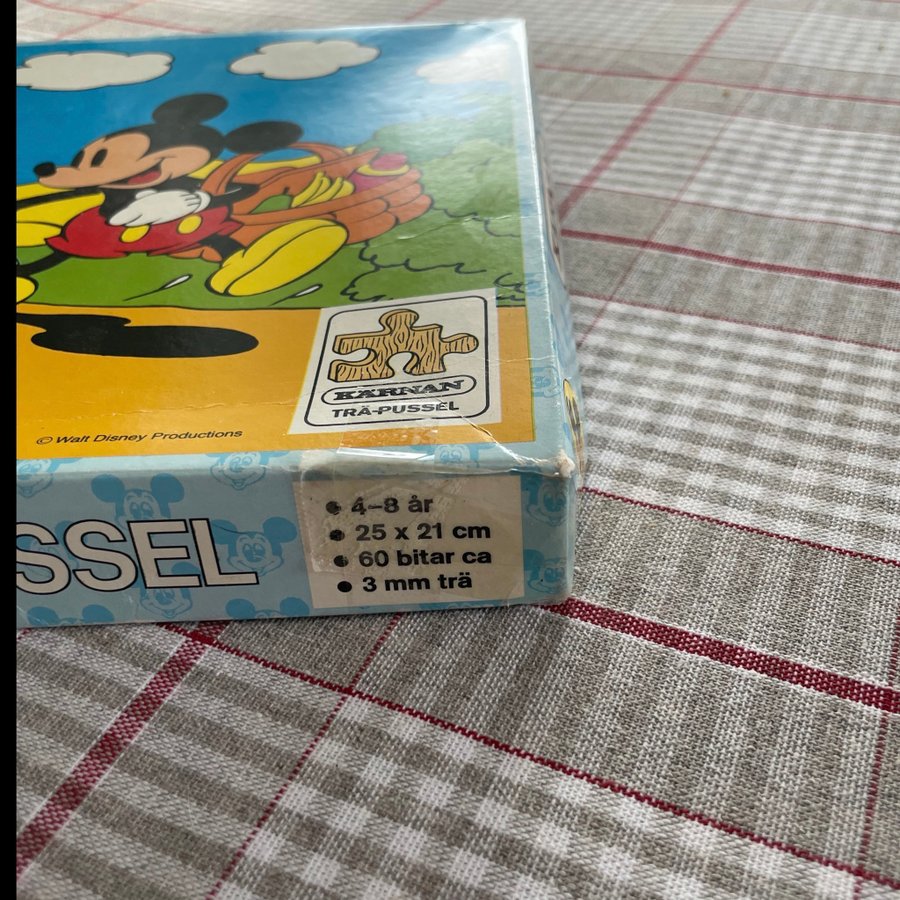 KÄRNAN
TRÄ-PUSSEL
© Walt Disney Productions
SSEL
• 4–8 år
• 25 x 21 cm
• 60 bitar ca
• 3 mm trä